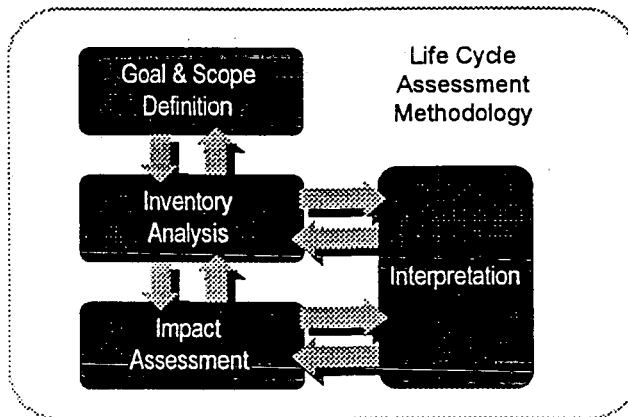 Goal & Scope
Definition
Life Cycle
Assessment
Methodology
Inventory
Analysis
Interpretation
Impact
Assessment